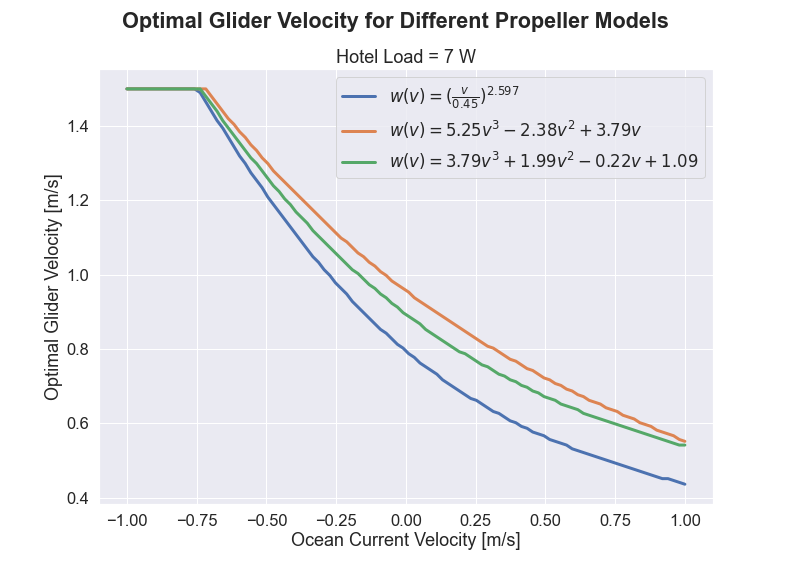 Optimal Glider Velocity for Different Propeller Models
Hotel Load = 7 W
w(v) = (v/0.45)^2.597
w(v) = 5.25v³ − 2.38v² + 3.79v
w(v) = 3.79v³ + 1.99v² − 0.22v + 1.09
Optimal Glider Velocity [m/s]
1.4
1.2
1.0
0.8
0.6
0.4
−1.00 −0.75 −0.50 −0.25 0.00 0.25 0.50 0.75 1.00
Ocean Current Velocity [m/s]